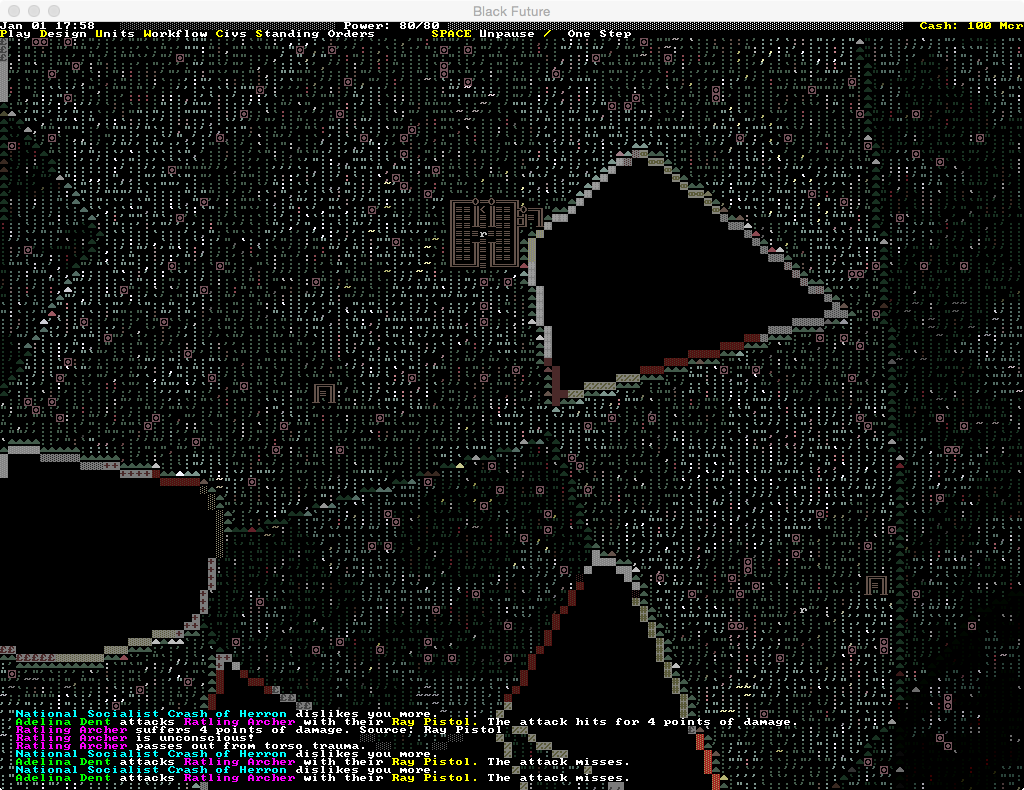 Black Future
Jan 01 17:58 Power: 80/80 Cash: 100 Mcr
Play Design Units Workflow Civs Standing Orders SPACE Unpause / One Step
National Socialist Crash of Herron dislikes you more.
Adelina Dent attacks Ratling Archer with their Ray Pistol. The attack hits for 4 points of damage.
Ratling Archer suffers 4 points of damage. Source: Ray Pistol
Ratling Archer is unconscious!
Ratling Archer passes out from torso trauma.
National Socialist Crash of Herron dislikes you more.
Adelina Dent attacks Ratling Archer with their Ray Pistol. The attack misses.
National Socialist Crash of Herron dislikes you more.
Adelina Dent attacks Ratling Archer with their Ray Pistol. The attack misses.